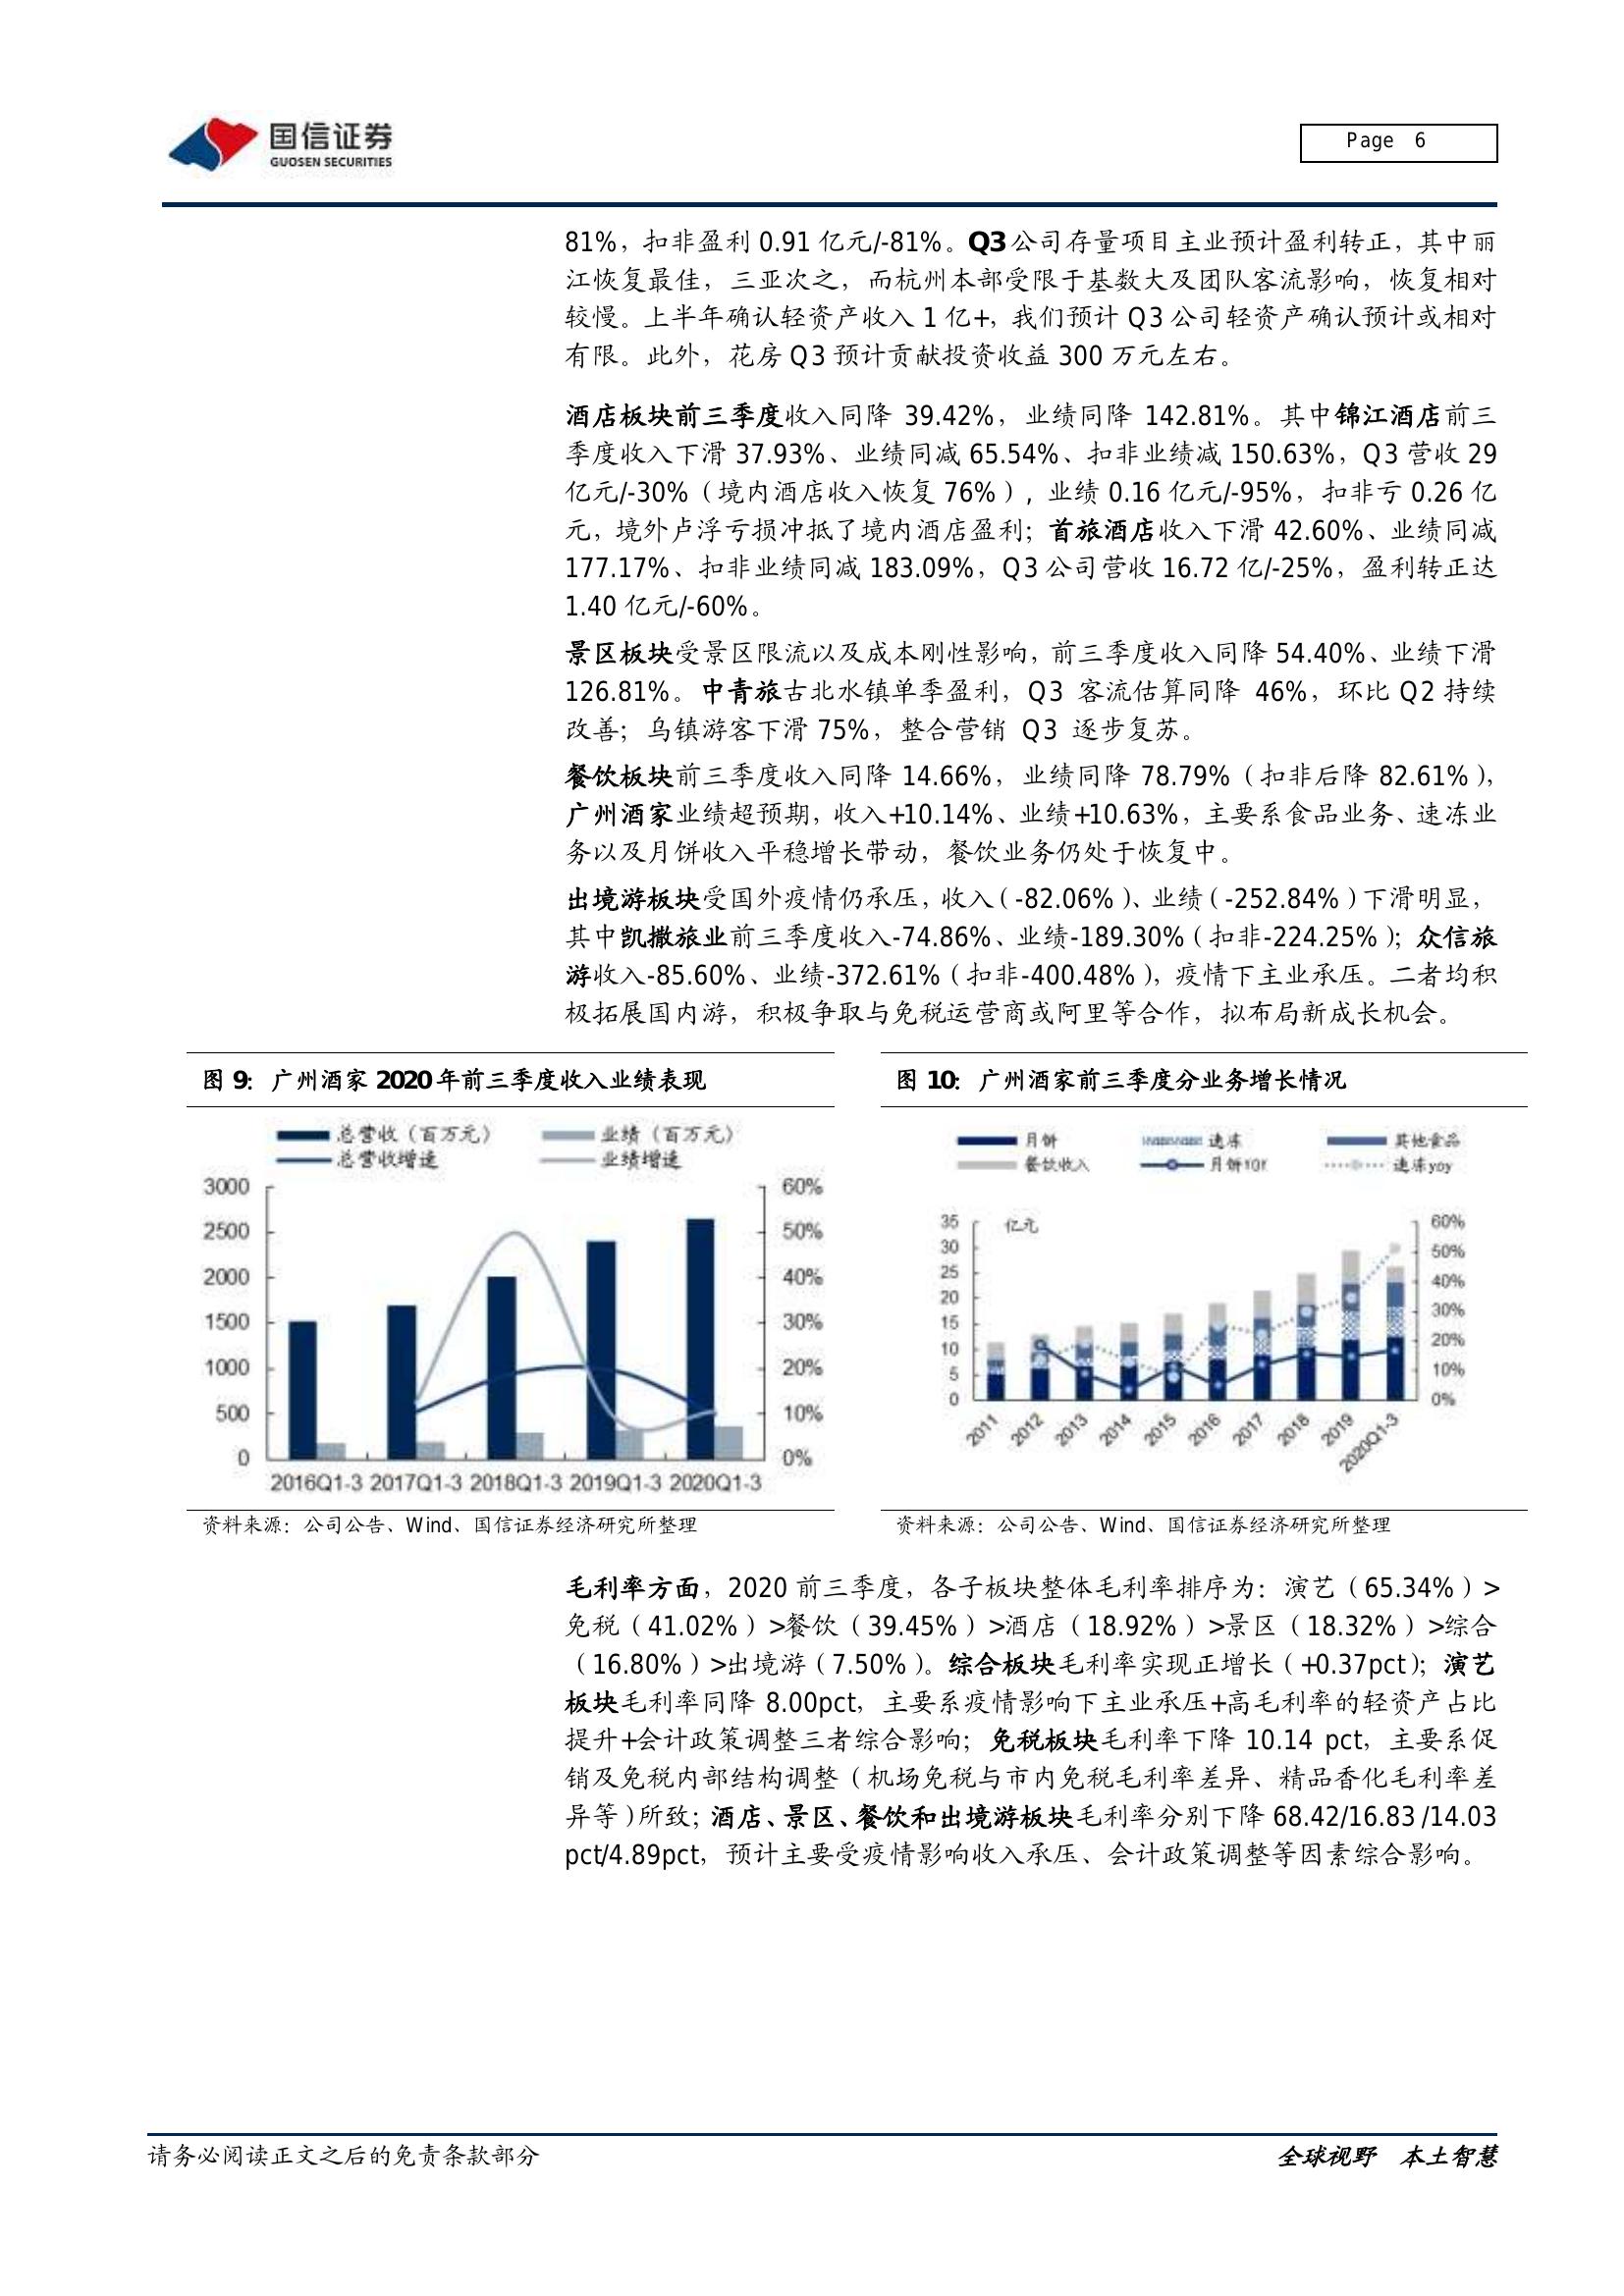 国信证券
GUOSEN SECURITIES
Page 6
81%，扣非盈利 0.91 亿元/-81%。Q3 公司存量项目主业预计盈利转正，其中丽
江恢复最佳，三亚次之，而杭州本部受限于基数大及团队客流影响，恢复相对
较慢。上半年确认轻资产收入 1 亿+，我们预计 Q3 公司轻资产确认预计或相对
有限。此外，花房 Q3 预计贡献投资收益 300 万元左右。
酒店板块前三季度收入同降 39.42%，业绩同降 142.81%。其中锦江酒店前三
季度收入下滑 37.93%、业绩同减 65.54%、扣非业绩减 150.63%，Q3 营收 29
亿元/-30%（境内酒店收入恢复 76%），业绩 0.16 亿元/-95%，扣非亏 0.26 亿
元，境外卢浮亏损冲抵了境内酒店盈利；首旅酒店收入下滑 42.60%、业绩同减
177.17%、扣非业绩同减 183.09%，Q3 公司营收 16.72 亿/-25%，盈利转正达
1.40 亿元/-60%。
景区板块受景区限流以及成本刚性影响，前三季度收入同降 54.40%、业绩下滑
126.81%。中青旅古北水镇单季盈利，Q3 客流估算同降 46%，环比 Q2 持续
改善；乌镇游客下滑 75%，整合营销 Q3 逐步复苏。
餐饮板块前三季度收入同降 14.66%，业绩同降 78.79%（扣非后降 82.61%），
广州酒家业绩超预期，收入+10.14%、业绩+10.63%，主要系食品业务、速冻业
务以及月饼收入平稳增长带动，餐饮业务仍处于恢复中。
出境游板块受国外疫情仍承压，收入（-82.06%）、业绩（-252.84%）下滑明显，
其中凯撒旅业前三季度收入-74.86%、业绩-189.30%（扣非-224.25%）；众信旅
游收入-85.60%、业绩-372.61%（扣非-400.48%），疫情下主业承压。二者均积
极拓展国内游，积极争取与免税运营商或阿里等合作，拟布局新成长机会。
图 9：广州酒家 2020 年前三季度收入业绩表现
总营收（百万元） 业绩（百万元）
总营收增速 业绩增速
3000 60%
2500 50%
2000 40%
1500 30%
1000 20%
500 10%
0 0%
2016Q1-3 2017Q1-3 2018Q1-3 2019Q1-3 2020Q1-3
资料来源：公司公告、Wind、国信证券经济研究所整理
图 10：广州酒家前三季度分业务增长情况
月饼 速冻 其他食品
餐饮收入 月饼YOY 速冻yoy
亿元
35 60%
30 50%
25 40%
20 30%
15 20%
10 10%
5 0%
0
2011 2012 2013 2014 2015 2016 2017 2018 2019 2020Q1-3
资料来源：公司公告、Wind、国信证券经济研究所整理
毛利率方面，2020 前三季度，各子板块整体毛利率排序为：演艺（65.34%）>
免税（41.02%）>餐饮（39.45%）>酒店（18.92%）>景区（18.32%）>综合
（16.80%）>出境游（7.50%）。综合板块毛利率实现正增长（+0.37pct）；演艺
板块毛利率同降 8.00pct，主要系疫情影响下主业承压+高毛利率的轻资产占比
提升+会计政策调整三者综合影响；免税板块毛利率下降 10.14 pct，主要系促
销及免税内部结构调整（机场免税与市内免税毛利率差异、精品香化毛利率差
异等）所致；酒店、景区、餐饮和出境游板块毛利率分别下降 68.42/16.83 /14.03
pct/4.89pct，预计主要受疫情影响收入承压、会计政策调整等因素综合影响。
请务必阅读正文之后的免责条款部分
全球视野 本土智慧